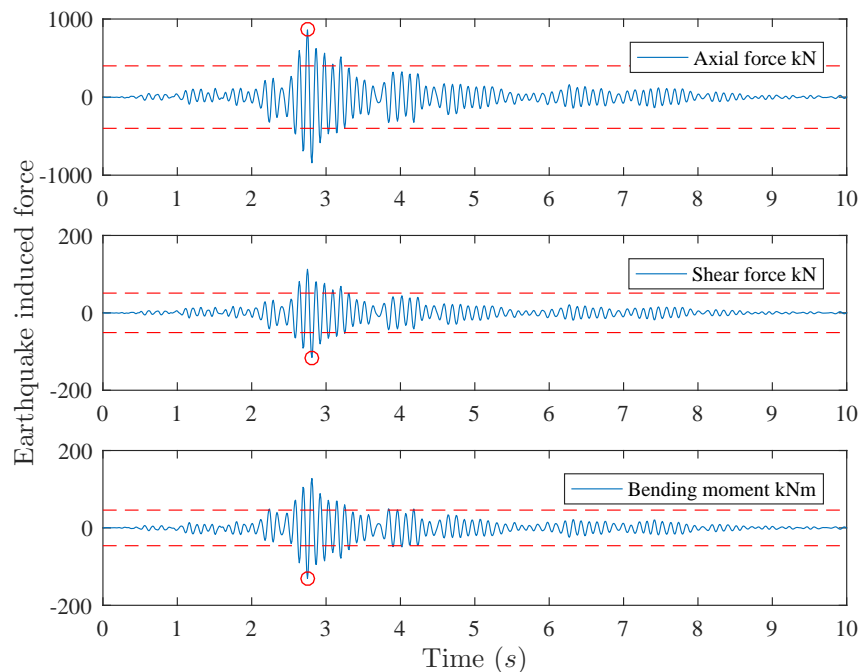 Earthquake induced force
1000
0
-1000
Axial force kN
0 1 2 3 4 5 6 7 8 9 10
200
0
-200
Shear force kN
0 1 2 3 4 5 6 7 8 9 10
200
0
-200
Bending moment kNm
0 1 2 3 4 5 6 7 8 9 10
Time (s)